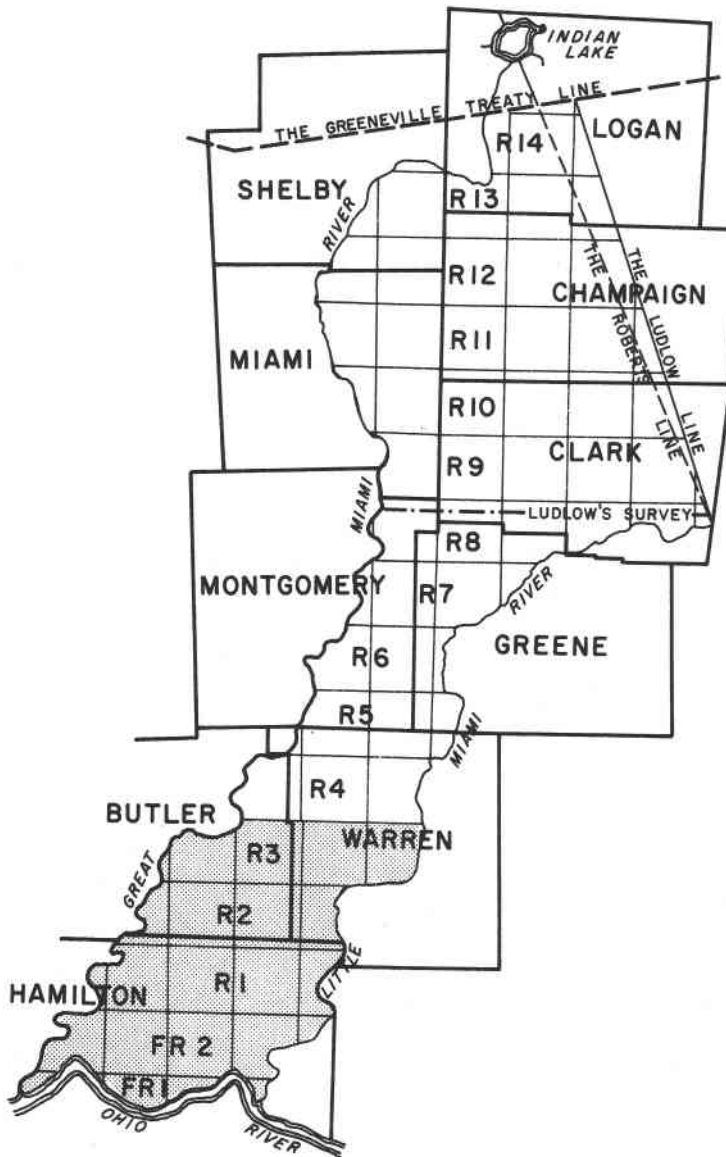 INDIAN
LAKE
THE GREENEVILLE TREATY LINE
LOGAN
R14
SHELBY
R13
RIVER
R12
THE LUDLOW LINE
THE ROBERTS LINE
CHAMPAIGN
R11
MIAMI
R10
CLARK
R9
MIAMI
LUDLOW'S SURVEY
R8
MONTGOMERY
R7
RIVER
GREENE
R6
R5
MIAMI
R4
BUTLER
WARREN
R3
GREAT
R2
LITTLE
R1
HAMILTON
FR 2
FR 1
OHIO
RIVER